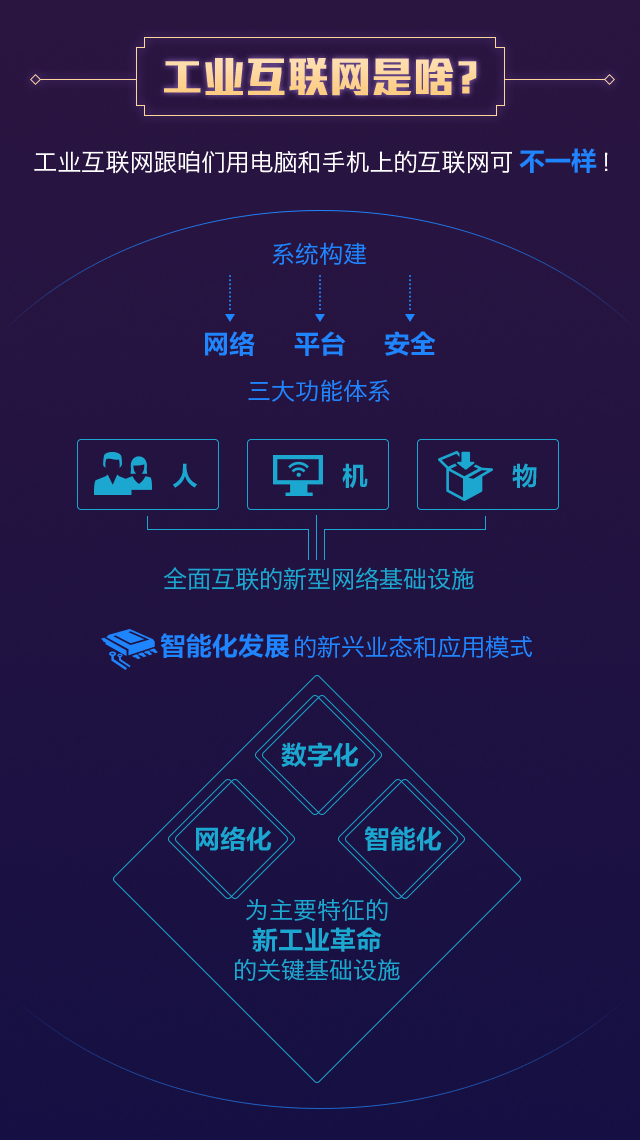 工业互联网是啥?
工业互联网跟咱们用电脑和手机上的互联网可 不一样！
系统构建
网络 平台 安全
三大功能体系
人 机 物
全面互联的新型网络基础设施
智能化发展 的新兴业态和应用模式
数字化
网络化 智能化
为主要特征的
新工业革命
的关键基础设施